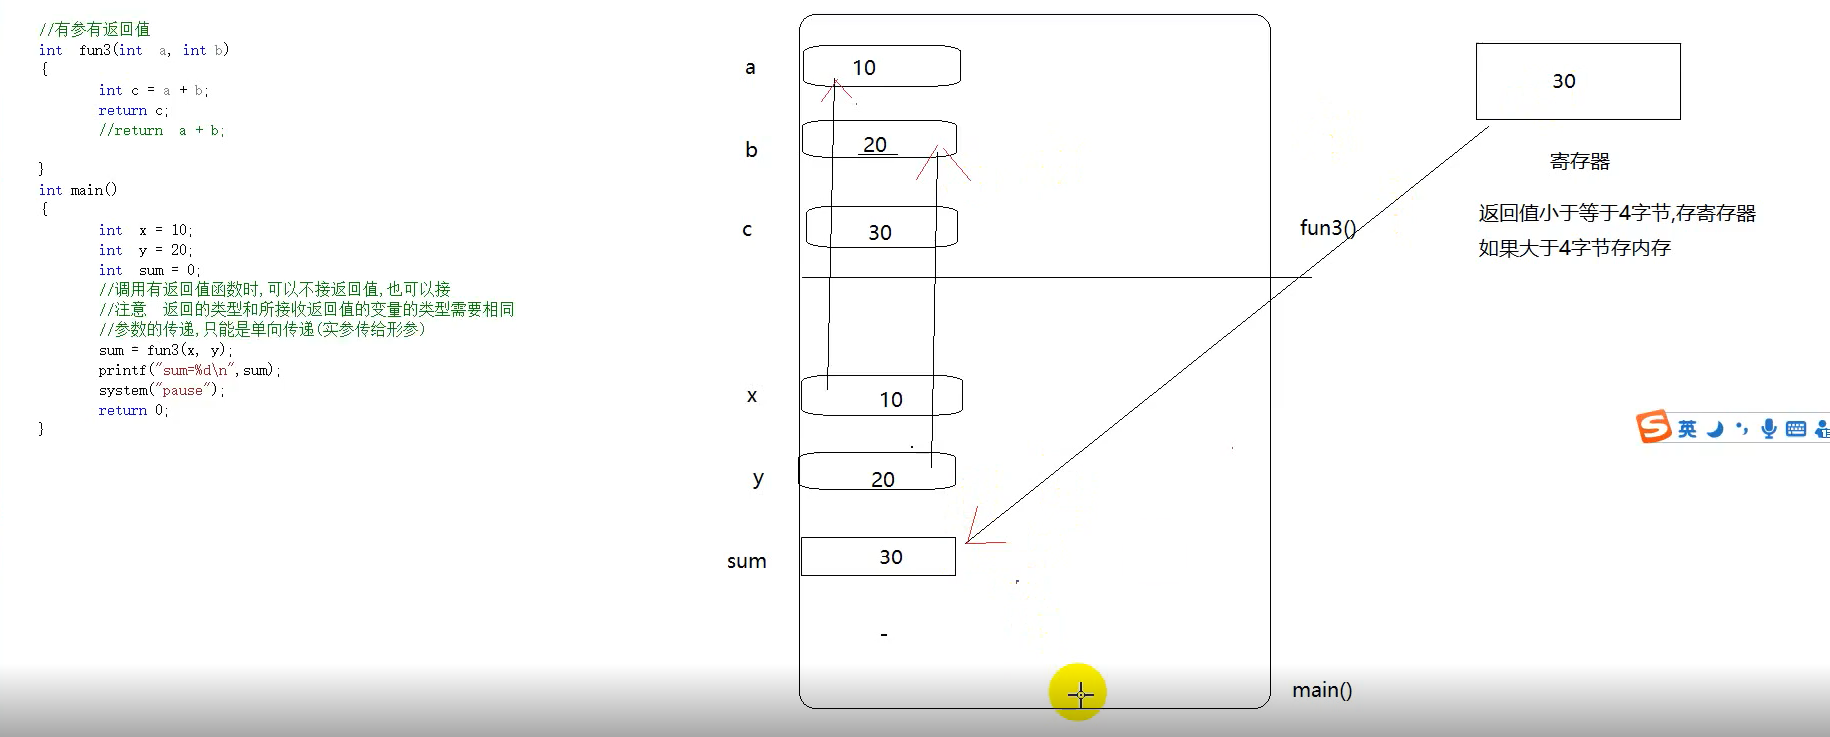 //有参有返回值
int  fun3(int  a, int b)
{
int c = a + b;
return c;
//return  a + b;
}
int main()
{
int  x = 10;
int  y = 20;
int  sum = 0;
//调用有返回值函数时,可以不接返回值,也可以接
//注意  返回的类型和所接收返回值的变量的类型需要相同
//参数的传递,只能是单向传递(实参传给形参)
sum = fun3(x, y);
printf("sum=%d\n",sum);
system("pause");
return 0;
}
a
10
b
20
c
30
x
10
y
20
sum
30
-
fun3()
main()
30
寄存器
返回值小于等于4字节,存寄存器
如果大于4字节存内存
S英